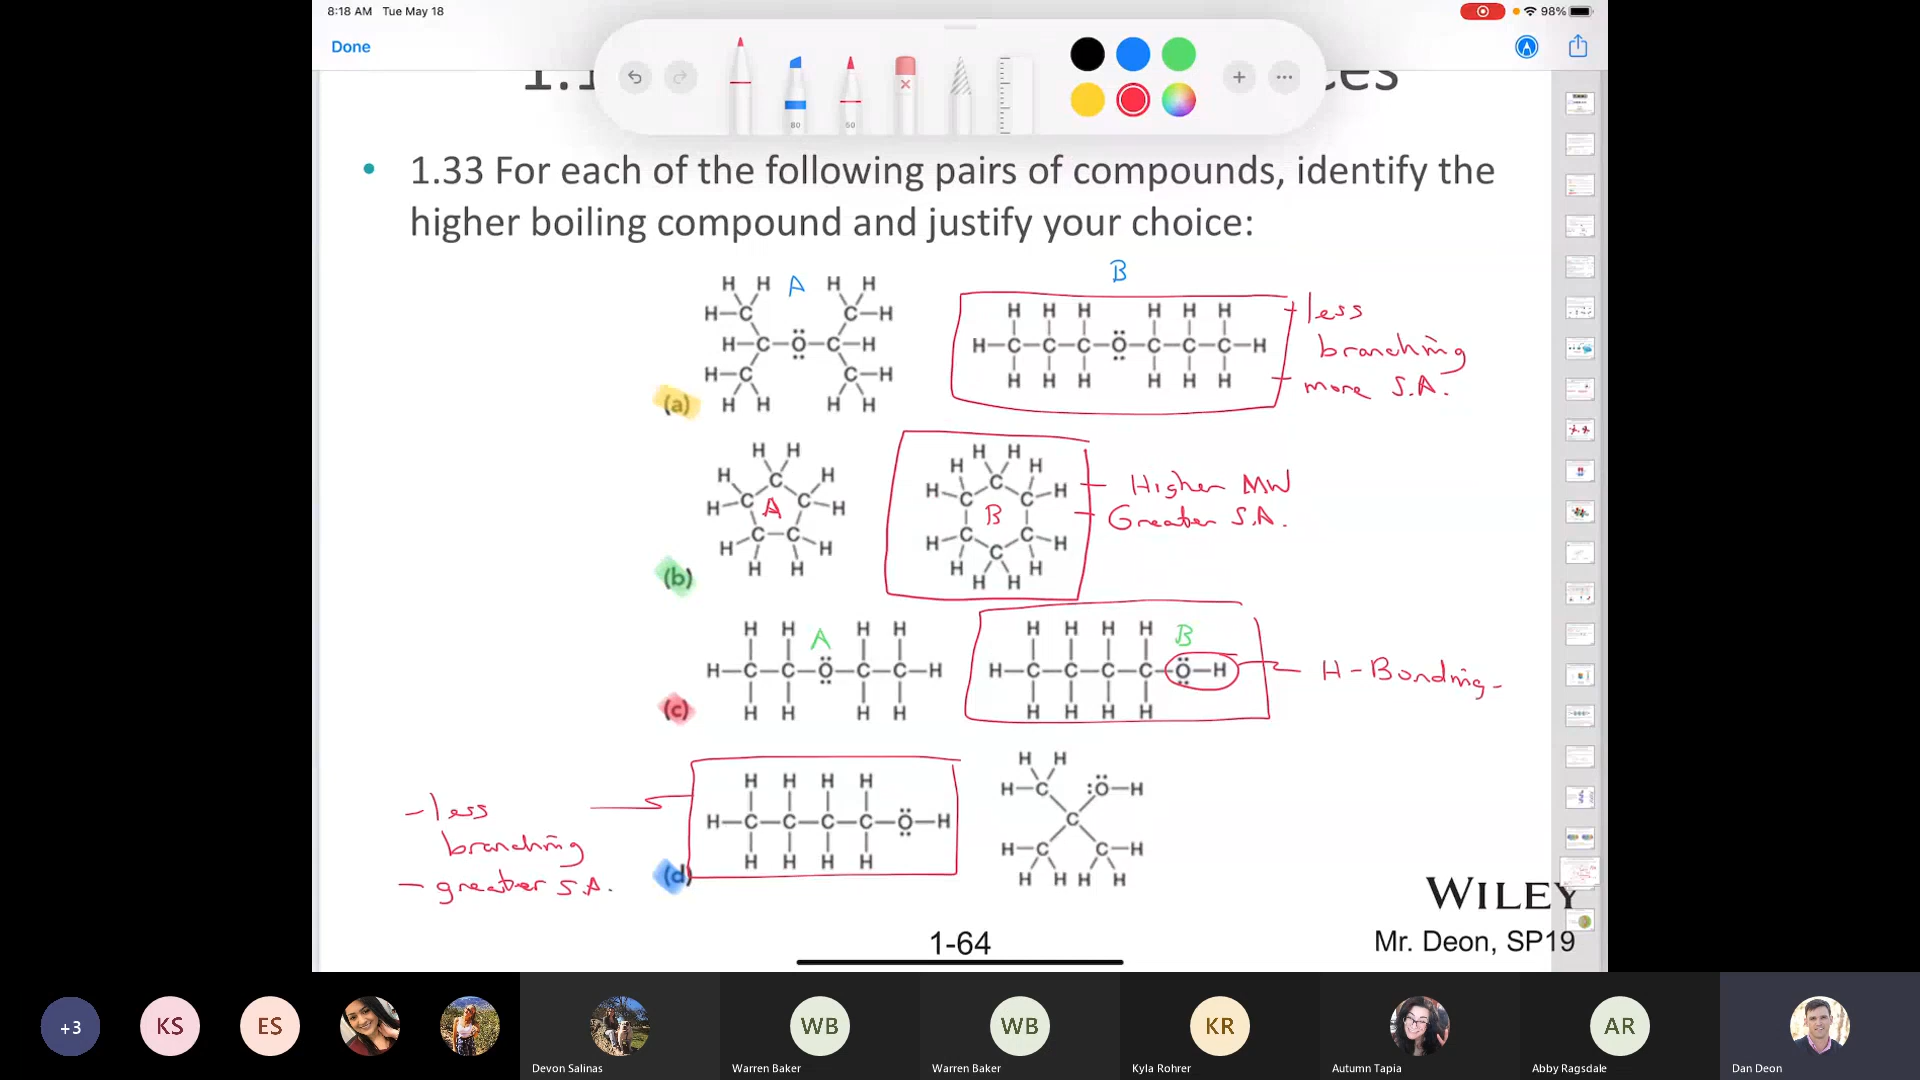 8:18 AM Tue May 18
98%
Done
80
60
• 1.33 For each of the following pairs of compounds, identify the
higher boiling compound and justify your choice:
A
B
H H H H
H-C C-H
H-C-O-C-H
H-C C-H
H H H H
H H H H H H
H-C-C-C-O-C-C-C-H
H H H H H H
- less
branching
- more S.A.
(a)
H H
H C H
H-C A C-H
C-C
H H
H H
H H
H C H
H-C C-H
B
H-C C-H
H C H
H H
- Higher MW
- Greater S.A.
(b)
H H A H H
H-C-C-O-C-C-H
H H H H
H H H H B
H-C-C-C-C-O-H
H H H H
H-Bonding-
(c)
H H H H
H-C-C-C-C-O-H
H H H H
H H
H-C :O-H
C
H-C C-H
H H H H
- less
branching
- greater S.A.
(d)
WILEY
1-64
Mr. Deon, SP19
+3
KS
ES
WB
WB
KR
AR
Devon Salinas
Warren Baker
Warren Baker
Kyla Rohrer
Autumn Tapia
Abby Ragsdale
Dan Deon